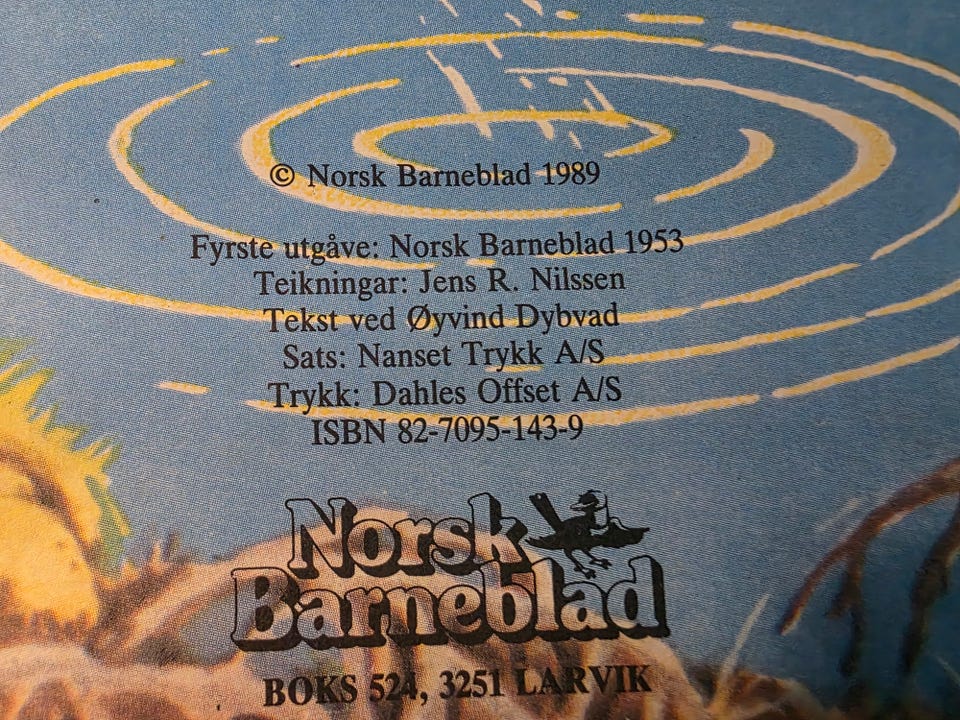 © Norsk Barneblad 1989
Fyrste utgåve: Norsk Barneblad 1953
Teikningar: Jens R. Nilssen
Tekst ved Øyvind Dybvad
Sats: Nanset Trykk A/S
Trykk: Dahles Offset A/S
ISBN 82-7095-143-9
Norsk
Barneblad
BOKS 524, 3251 LARVIK